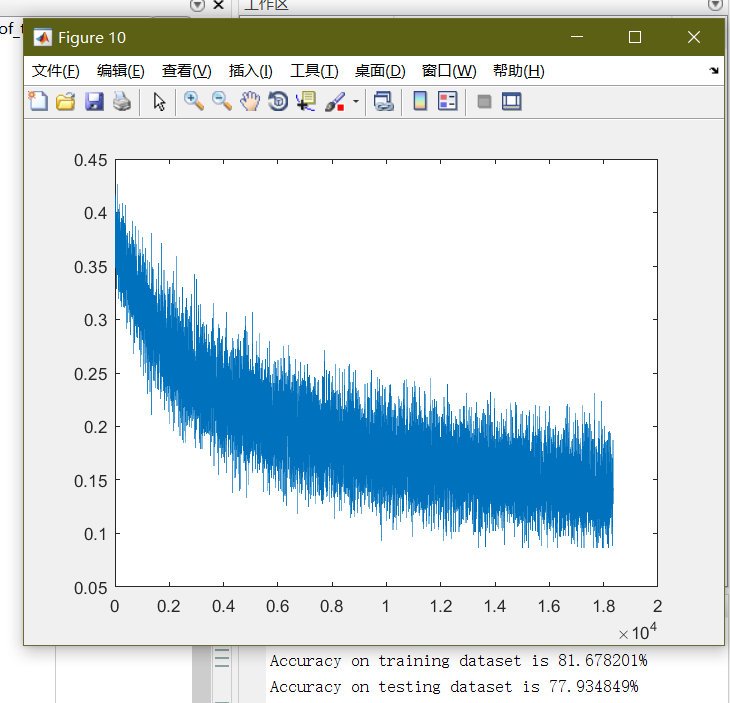 工作区
of_t
Figure 10
文件(F) 编辑(E) 查看(V) 插入(I) 工具(T) 桌面(D) 窗口(W) 帮助(H)
0.45
0.4
0.35
0.3
0.25
0.2
0.15
0.1
0.05
0 0.2 0.4 0.6 0.8 1 1.2 1.4 1.6 1.8 2
×10^4
Accuracy on training dataset is 81.678201%
Accuracy on testing dataset is 77.934849%